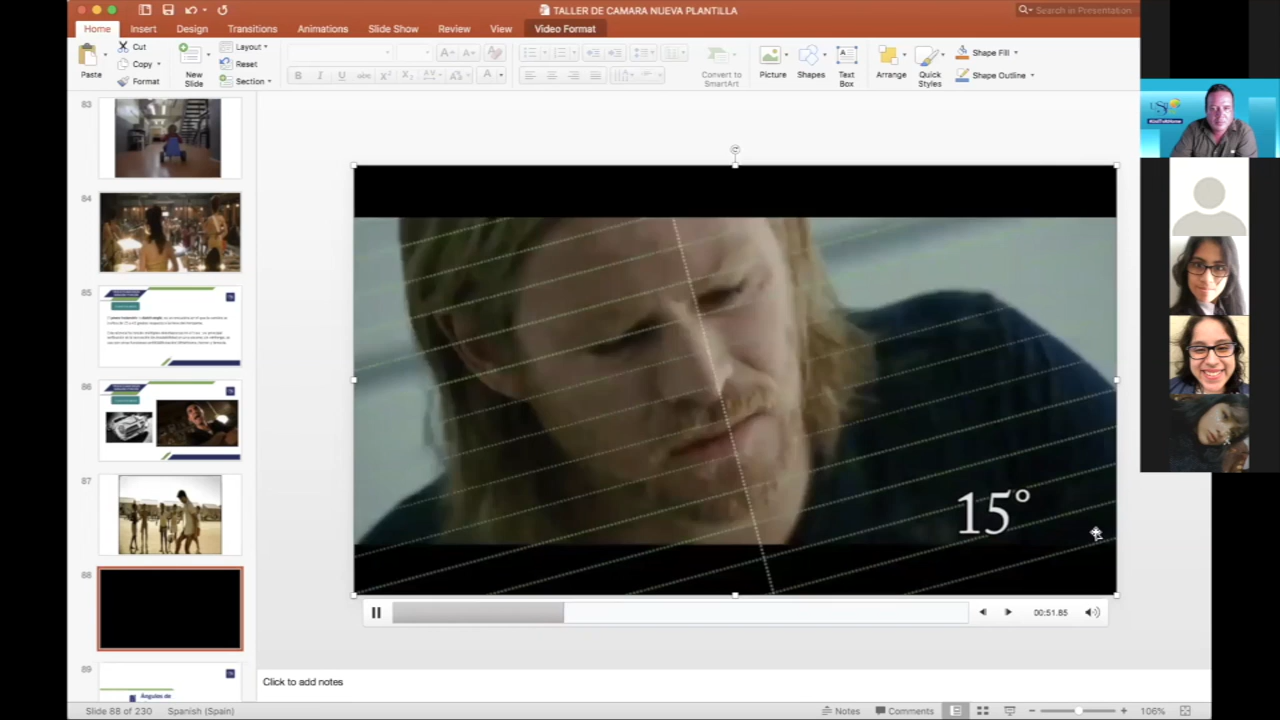 TALLER DE CAMARA NUEVA PLANTILLA
Search in Presentation
Home Insert Design Transitions Animations Slide Show Review View Video Format
Paste
Cut
Copy
Format
New Slide
Layout
Reset
Section
Convert to SmartArt
Picture
Shapes
Text Box
Arrange
Quick Styles
Shape Fill
Shape Outline
83
84
85
86
87
88
89
Ángulos de
15°
00:51.85
Click to add notes
Slide 88 of 230 Spanish (Spain)
Notes Comments 106%